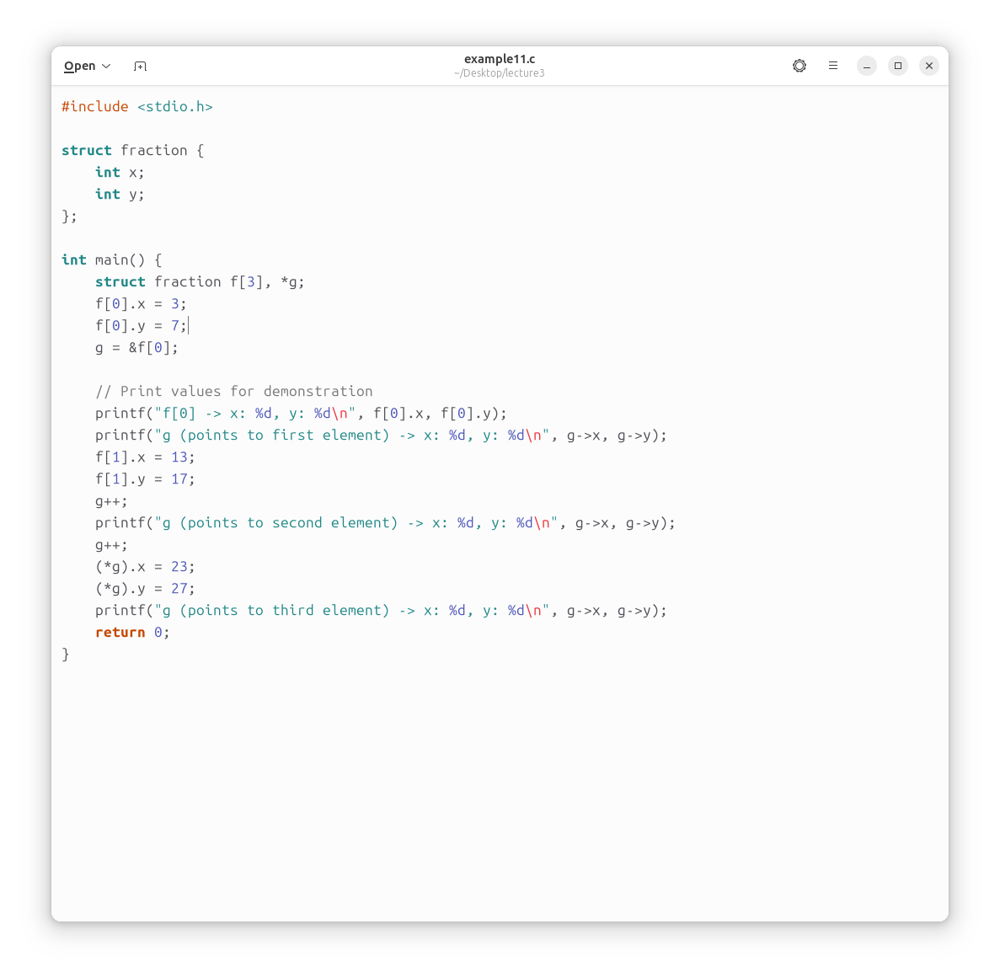 Open
example11.c
~/Desktop/lecture3
#include <stdio.h>
struct fraction {
    int x;
    int y;
};
int main() {
    struct fraction f[3], *g;
    f[0].x = 3;
    f[0].y = 7;
    g = &f[0];
    // Print values for demonstration
    printf("f[0] -> x: %d, y: %d\n", f[0].x, f[0].y);
    printf("g (points to first element) -> x: %d, y: %d\n", g->x, g->y);
    f[1].x = 13;
    f[1].y = 17;
    g++;
    printf("g (points to second element) -> x: %d, y: %d\n", g->x, g->y);
    g++;
    (*g).x = 23;
    (*g).y = 27;
    printf("g (points to third element) -> x: %d, y: %d\n", g->x, g->y);
    return 0;
}